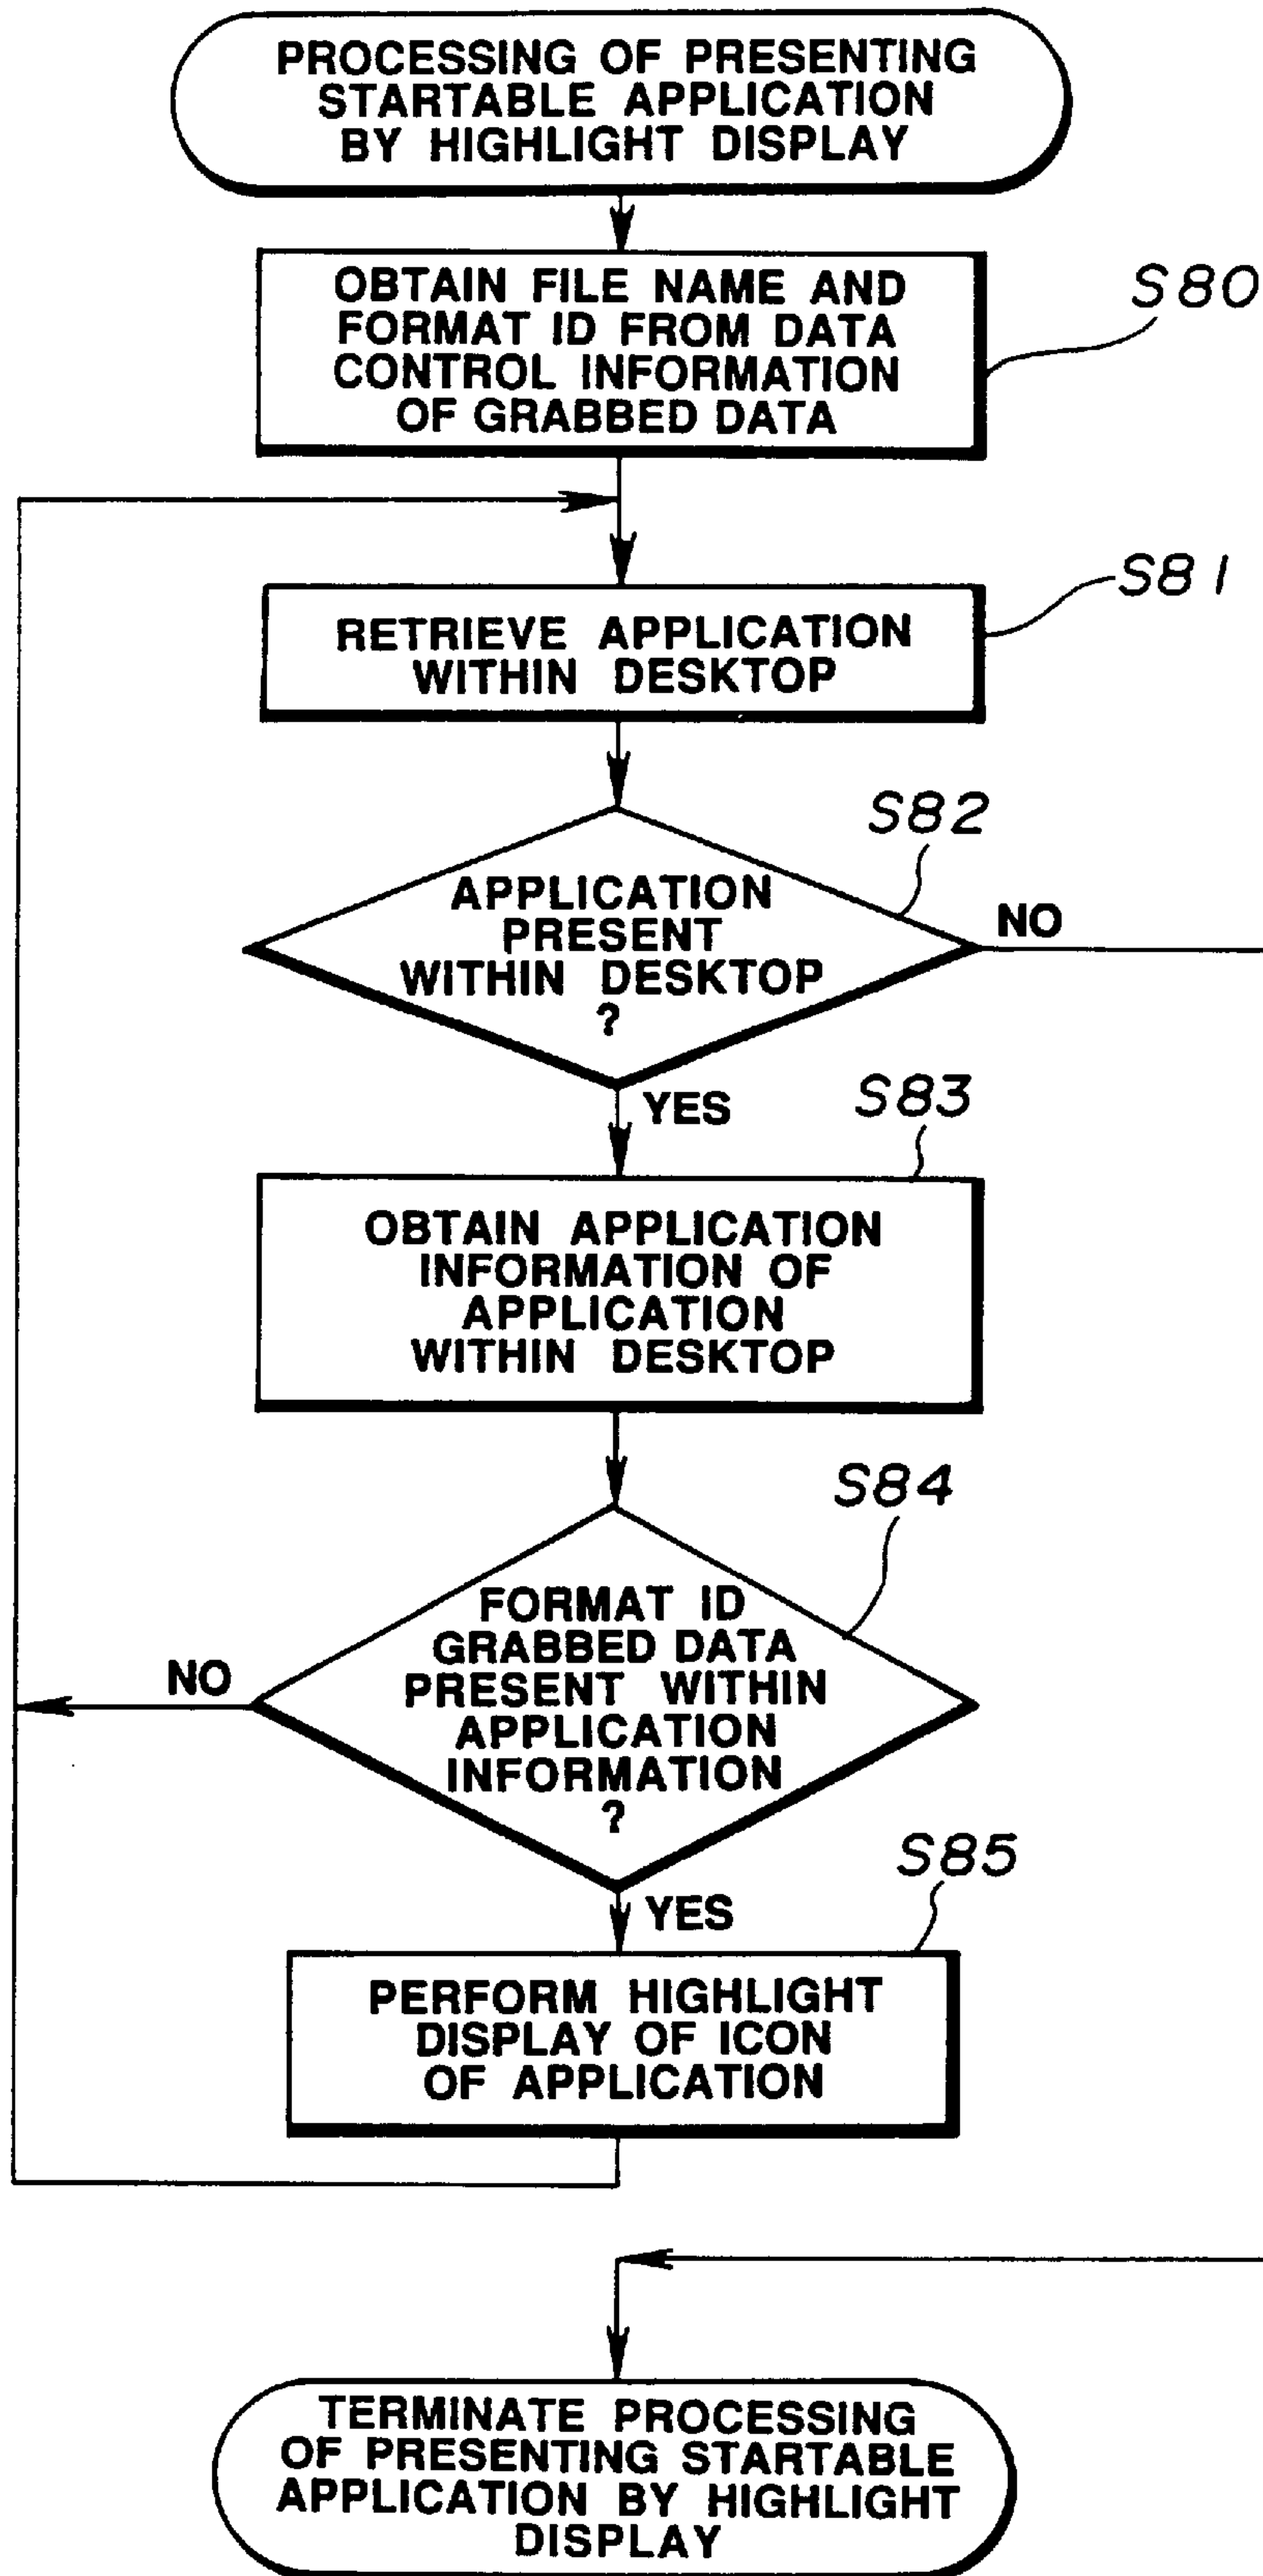 PROCESSING OF PRESENTING
STARTABLE APPLICATION
BY HIGHLIGHT DISPLAY
OBTAIN FILE NAME AND
FORMAT ID FROM DATA
CONTROL INFORMATION
OF GRABBED DATA
S80
RETRIEVE APPLICATION
WITHIN DESKTOP
S81
APPLICATION
PRESENT
WITHIN DESKTOP
?
S82
NO
YES
OBTAIN APPLICATION
INFORMATION OF
APPLICATION
WITHIN DESKTOP
S83
FORMAT ID
GRABBED DATA
PRESENT WITHIN
APPLICATION
INFORMATION
?
S84
NO
YES
PERFORM HIGHLIGHT
DISPLAY OF ICON
OF APPLICATION
S85
TERMINATE PROCESSING
OF PRESENTING STARTABLE
APPLICATION BY HIGHLIGHT
DISPLAY